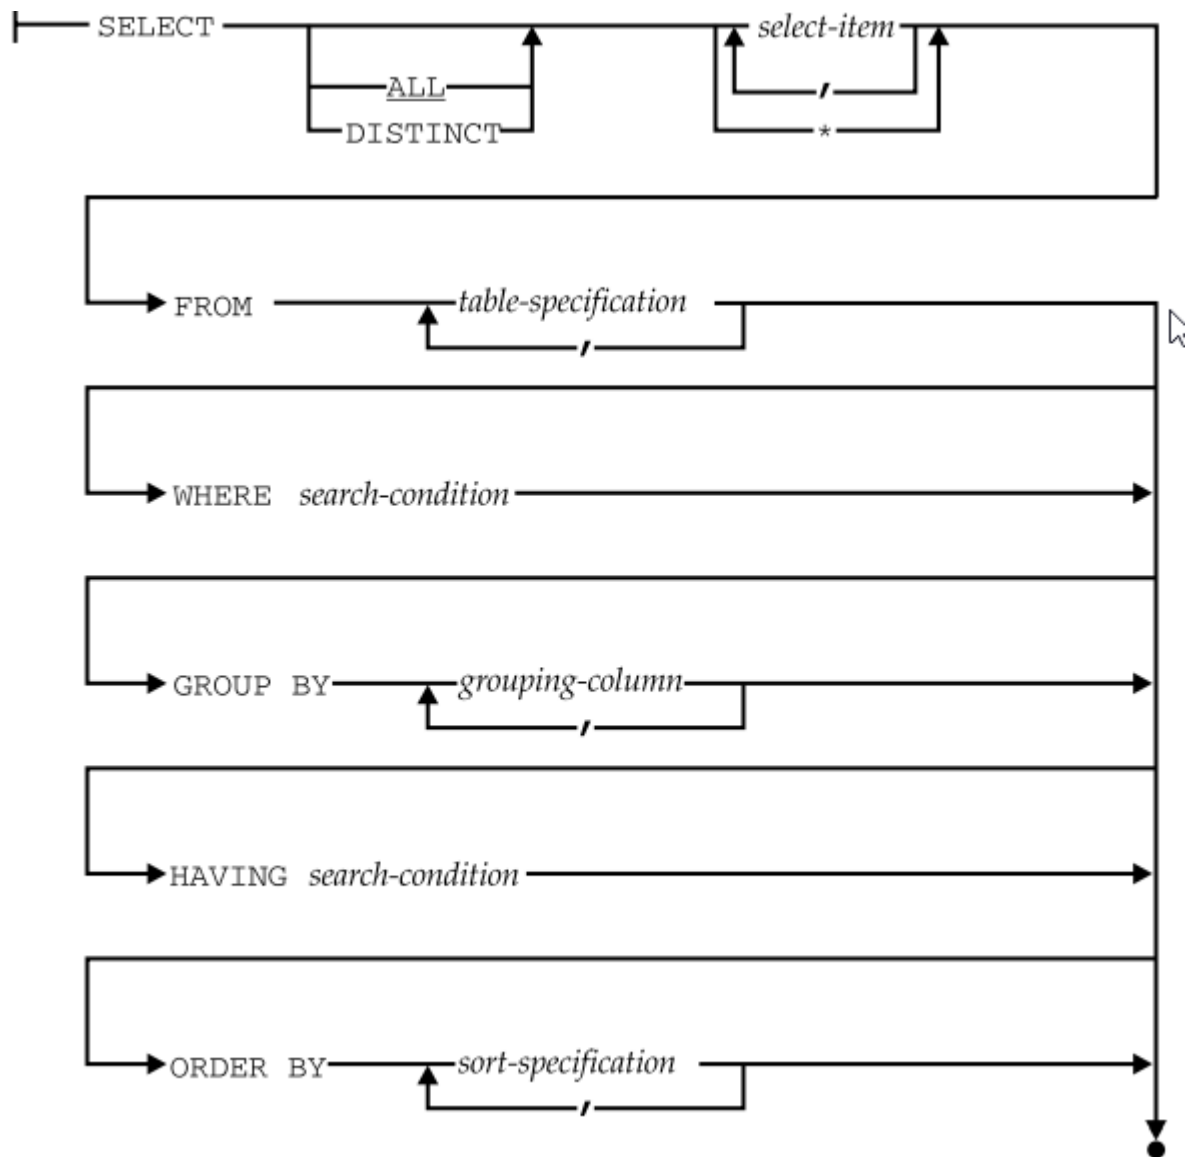 SELECT select-item
ALL ,
DISTINCT *
FROM table-specification
,
WHERE search-condition
GROUP BY grouping-column
,
HAVING search-condition
ORDER BY sort-specification
,